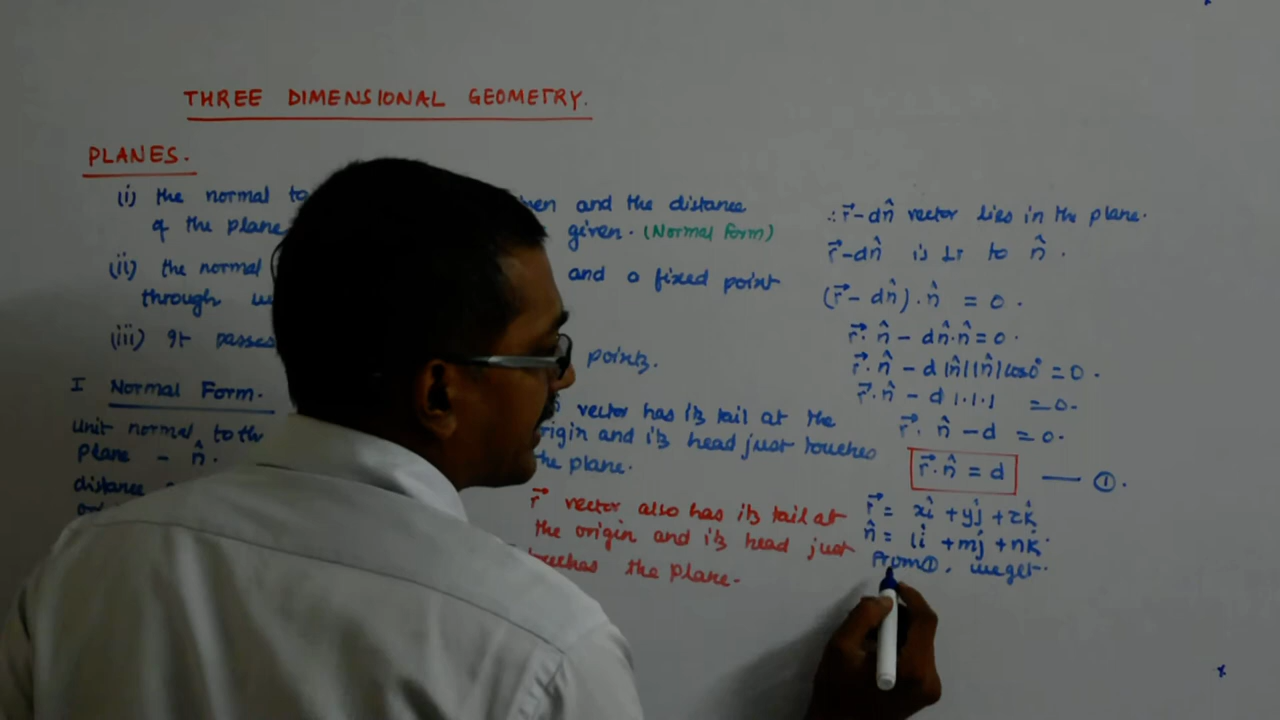 THREE DIMENSIONAL GEOMETRY.
PLANES.
(i) the normal to and the distance
of the plane given. (Normal Form)
(ii) the normal and a fixed point
through
(iii) It passes points.
I Normal Form.
Unit normal to the
Plane - n̂.
distance
vector has its tail at the
origin and its head just touches
the plane.
r⃗ vector also has its tail at
the origin and its head just
touches the plane.
∴ r⃗-dn̂ vector lies in the plane.
r⃗-dn̂ is ⊥r to n̂.
(r⃗-dn̂).n̂ = 0.
r⃗.n̂ - dn̂.n̂ = 0.
r⃗.n̂ - d|n̂||n̂|cos0° = 0.
r⃗.n̂ - d 1.1.1 = 0.
r⃗.n̂ - d = 0.
r⃗.n̂ = d — ①.
r⃗ = xî + yĵ + zk̂
n̂ = lî + mĵ + nk̂.
From ①, we get.